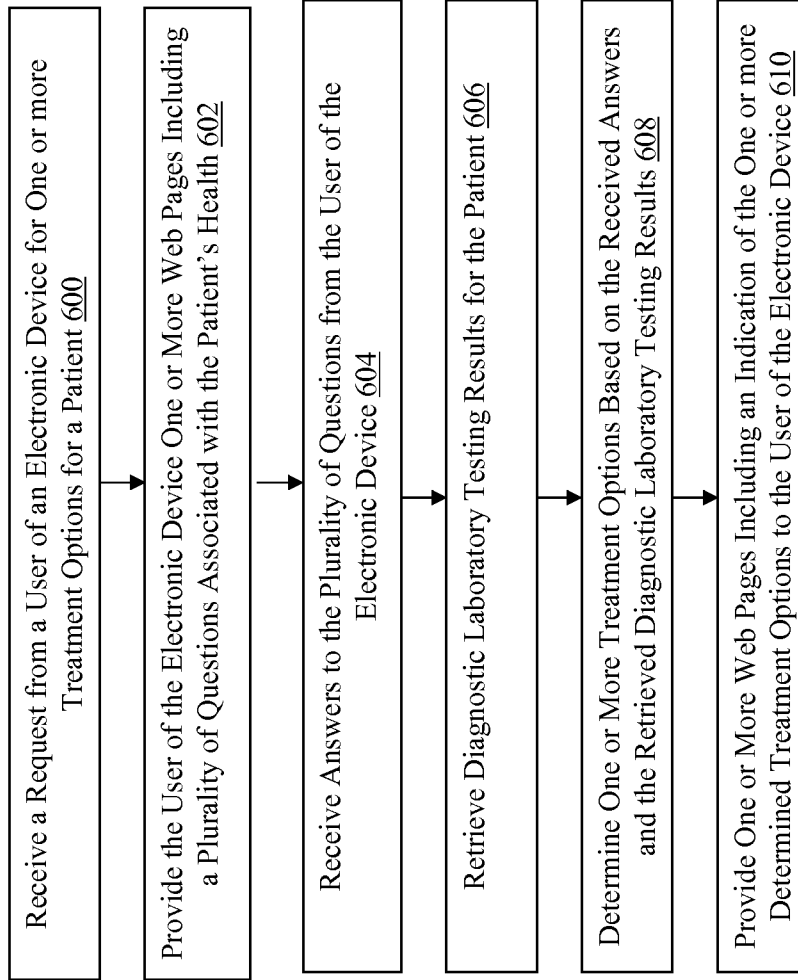 Receive a Request from a User of an Electronic Device for One or more
Treatment Options for a Patient 600
Provide the User of the Electronic Device One or More Web Pages Including
a Plurality of Questions Associated with the Patient's Health 602
Receive Answers to the Plurality of Questions from the User of the
Electronic Device 604
Retrieve Diagnostic Laboratory Testing Results for the Patient 606
Determine One or More Treatment Options Based on the Received Answers
and the Retrieved Diagnostic Laboratory Testing Results 608
Provide One or More Web Pages Including an Indication of the One or more
Determined Treatment Options to the User of the Electronic Device 610